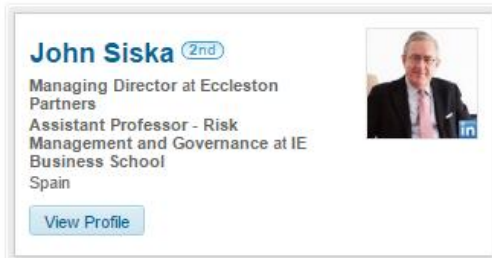 John Siska 2nd
Managing Director at Eccleston
Partners
Assistant Professor - Risk
Management and Governance at IE
Business School
Spain
in
View Profile